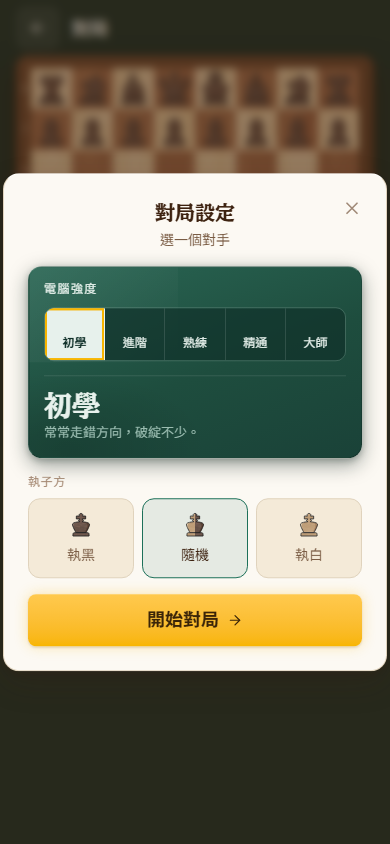 對局設定
選一個對手
電腦強度
初學 進階 熟練 精通 大師
初學
常常走錯方向，破綻不少。
執子方
執黑 隨機 執白
開始對局 →